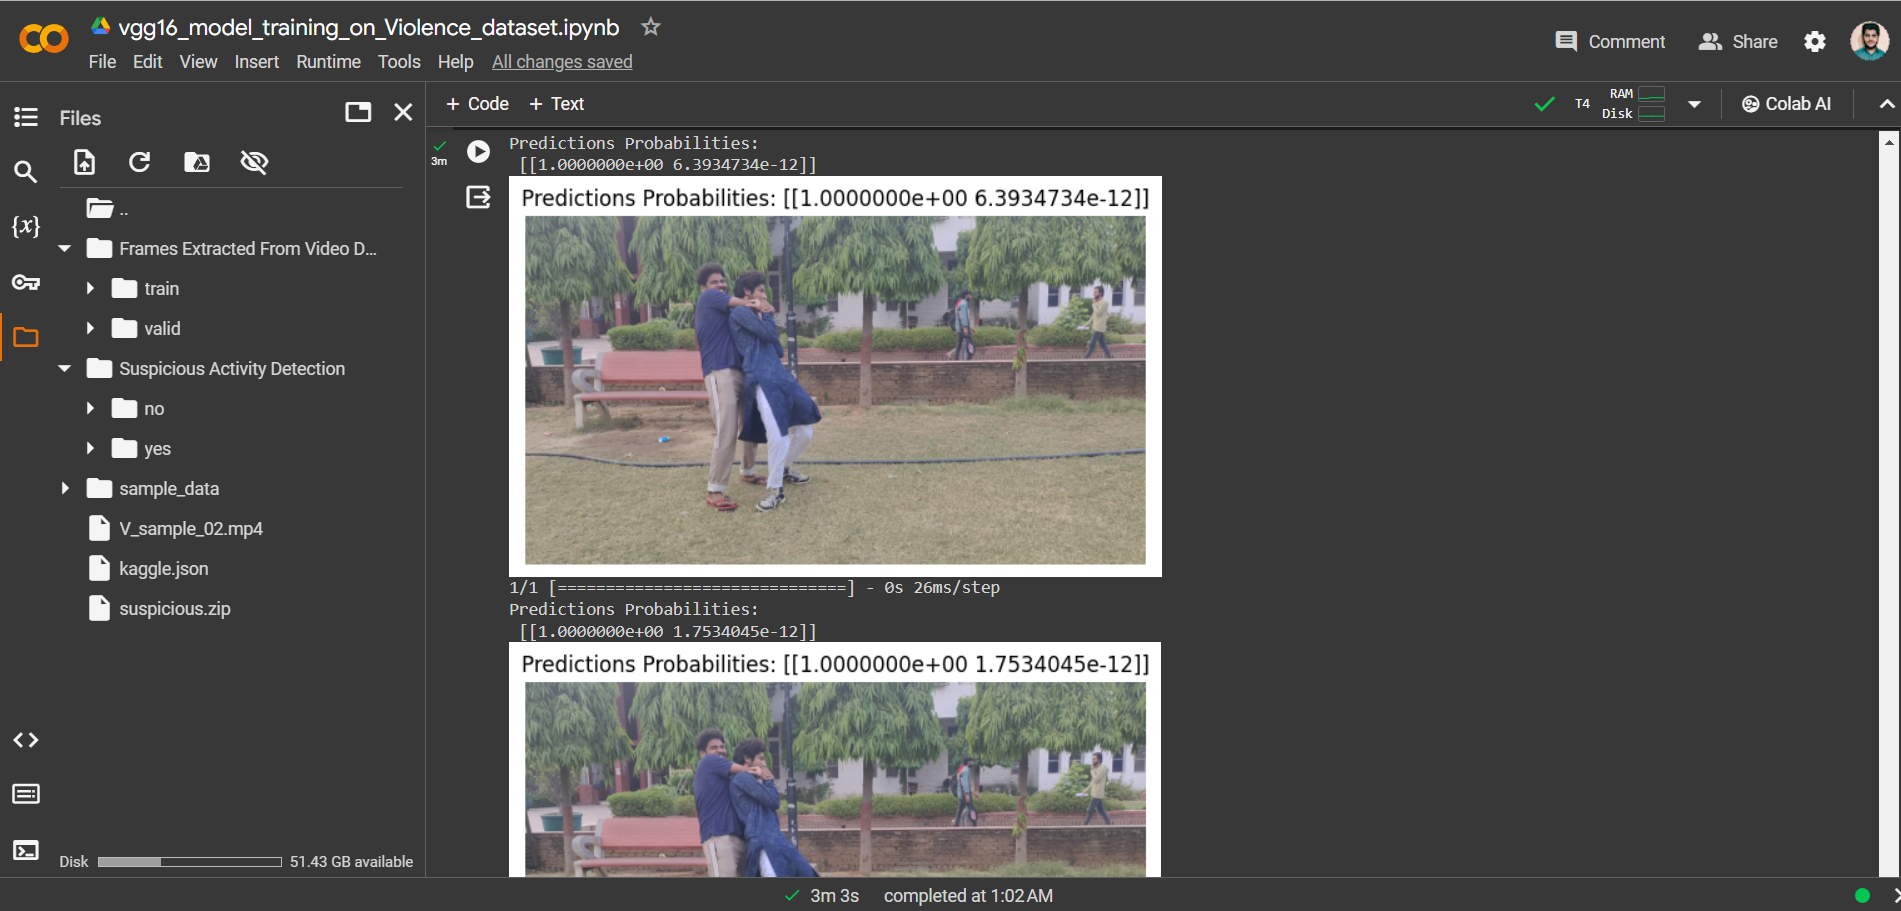 vgg16_model_training_on_Violence_dataset.ipynb
Comment
Share
File Edit View Insert Runtime Tools Help All changes saved
Files
+ Code + Text
T4
RAM
Disk
Colab AI
..
Frames Extracted From Video D...
train
valid
Suspicious Activity Detection
no
yes
sample_data
V_sample_02.mp4
kaggle.json
suspicious.zip
{x}
Disk 51.43 GB available
3m
Predictions Probabilities:
[[1.0000000e+00 6.3934734e-12]]
Predictions Probabilities: [[1.0000000e+00 6.3934734e-12]]
1/1 [==============================] - 0s 26ms/step
Predictions Probabilities:
[[1.0000000e+00 1.7534045e-12]]
Predictions Probabilities: [[1.0000000e+00 1.7534045e-12]]
3m 3s completed at 1:02 AM